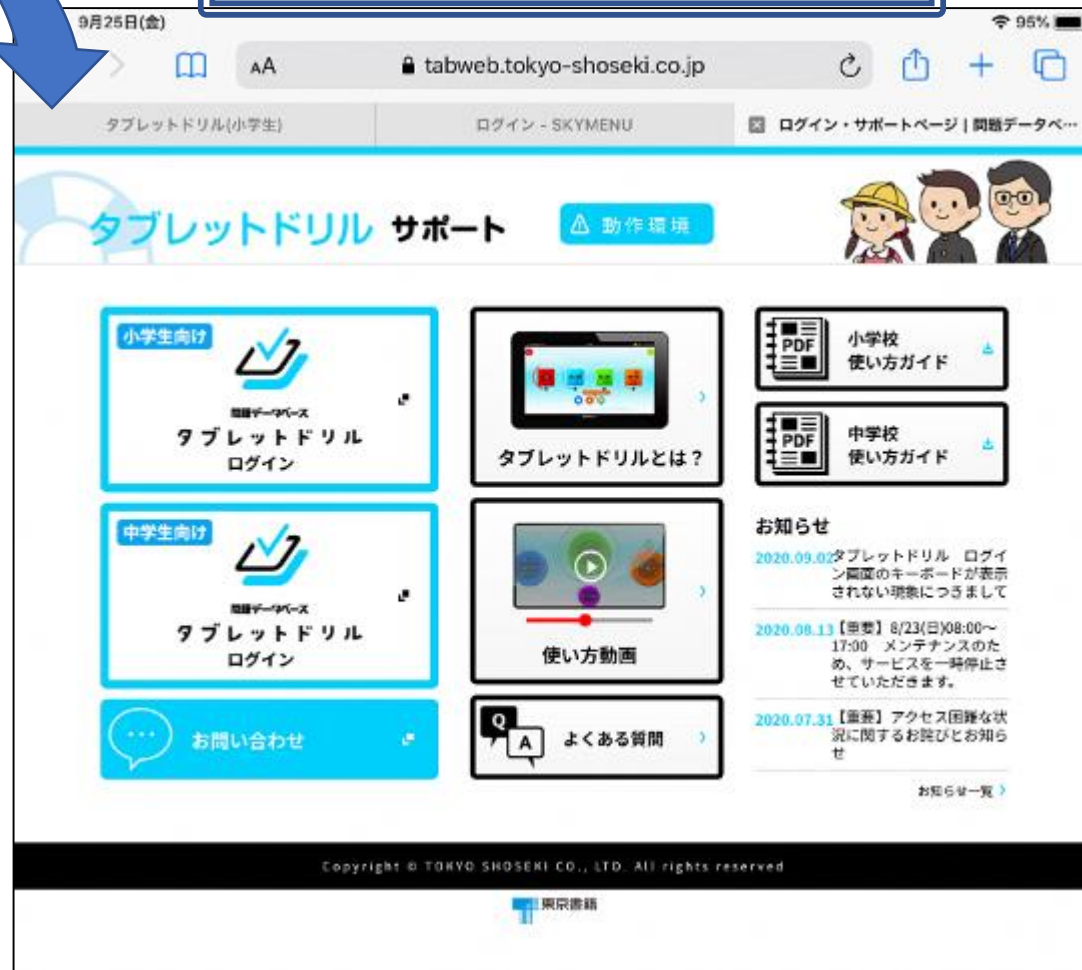 9月25日(金)
95%
AA
tabweb.tokyo-shoseki.co.jp
タブレットドリル(小学生)
ログイン - SKYMENU
ログイン・サポートページ | 問題データベ…
タブレットドリル サポート
動作環境
小学生向け
問題データベース
タブレットドリル
ログイン
タブレットドリルとは？
PDF
小学校
使い方ガイド
PDF
中学校
使い方ガイド
中学生向け
問題データベース
タブレットドリル
ログイン
使い方動画
お知らせ
2020.09.02タブレットドリル　ログイ
ン画面のキーボードが表示
されない現象につきまして
2020.08.13【重要】8/23(日)08:00～
17:00　メンテナンスのた
め、サービスを一時停止さ
せていただきます。
2020.07.31【重要】アクセス困難な状
況に関するお詫びとお知ら
せ
お知らせ一覧
お問い合わせ
Q
A
よくある質問
Copyright © TOKYO SHOSEKI CO., LTD. All rights reserved
東京書籍